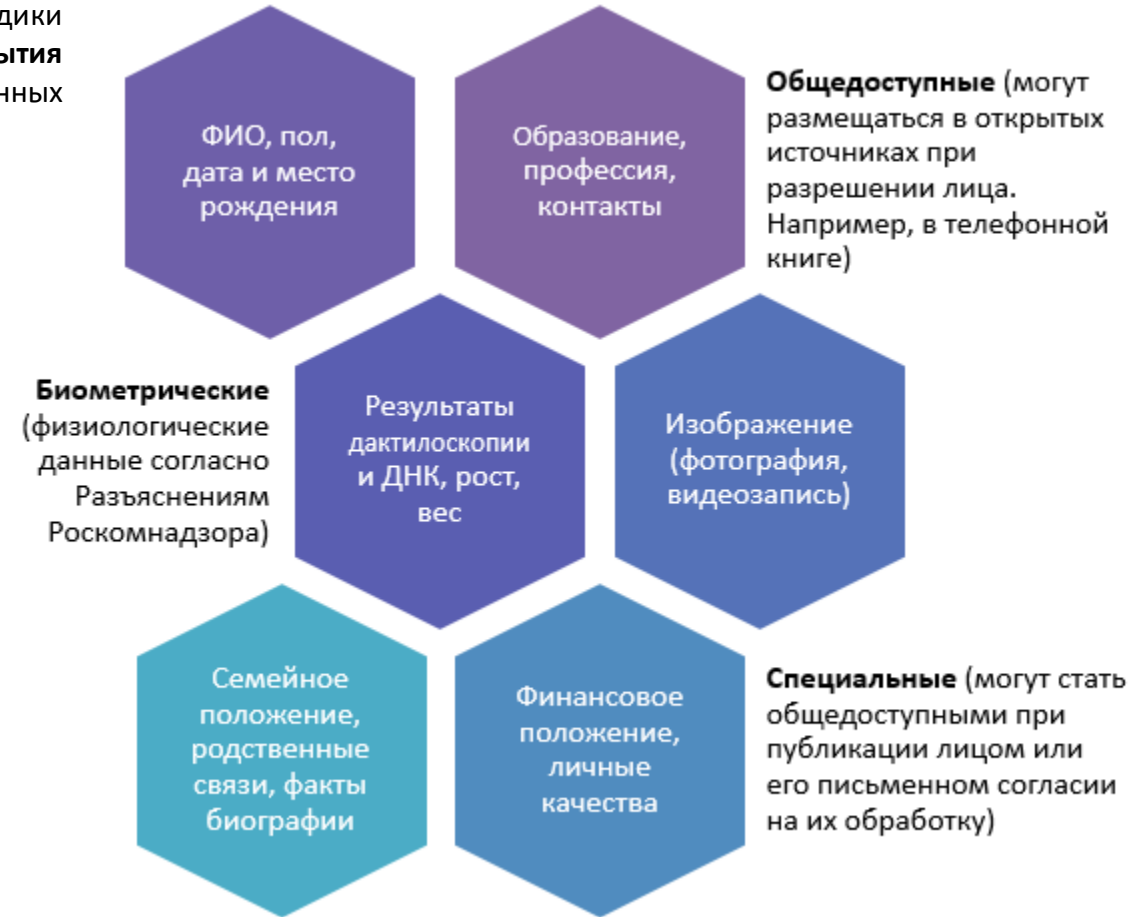 дики
ытия
нных
ФИО, пол,
дата и место
рождения
Образование,
профессия,
контакты
Общедоступные (могут
размещаться в открытых
источниках при
разрешении лица.
Например, в телефонной
книге)
Биометрические
(физиологические
данные согласно
Разъяснениям
Роскомнадзора)
Результаты
дактилоскопии
и ДНК, рост,
вес
Изображение
(фотография,
видеозапись)
Семейное
положение,
родственные
связи, факты
биографии
Финансовое
положение,
личные
качества
Специальные (могут стать
общедоступными при
публикации лицом или
его письменном согласии
на их обработку)